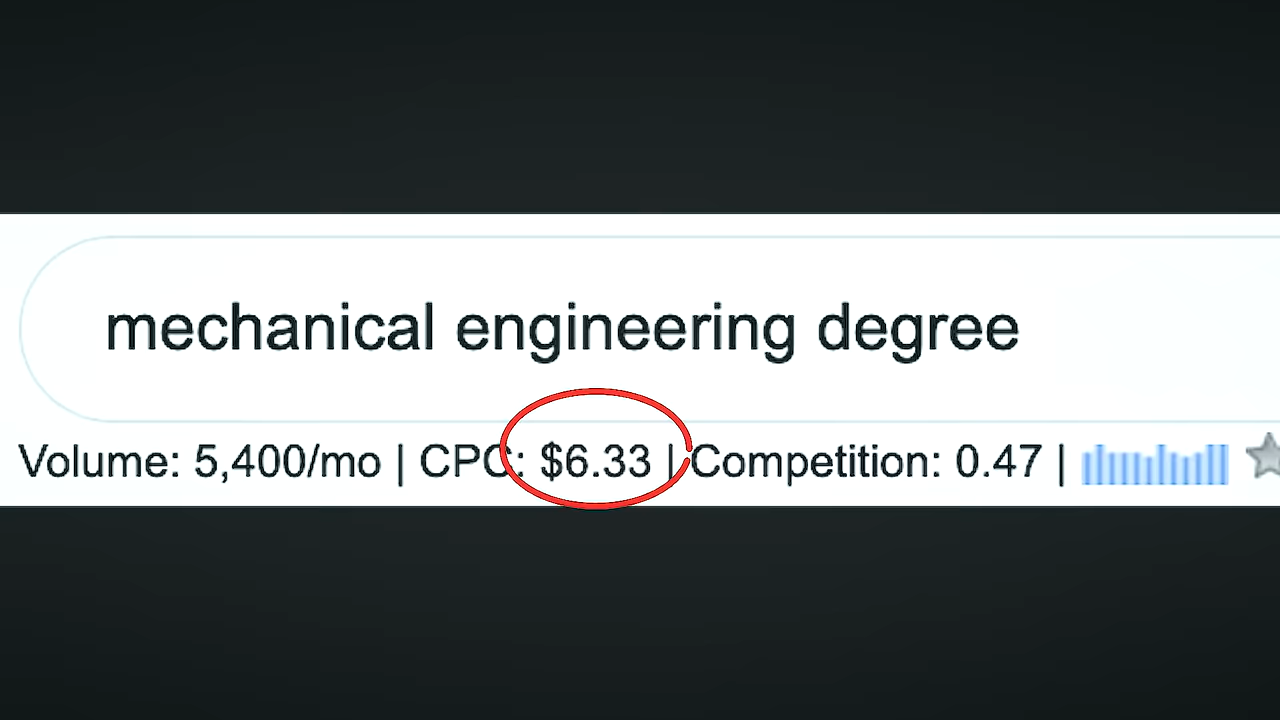 mechanical engineering degree
Volume: 5,400/mo | CPC: $6.33 | Competition: 0.47 |